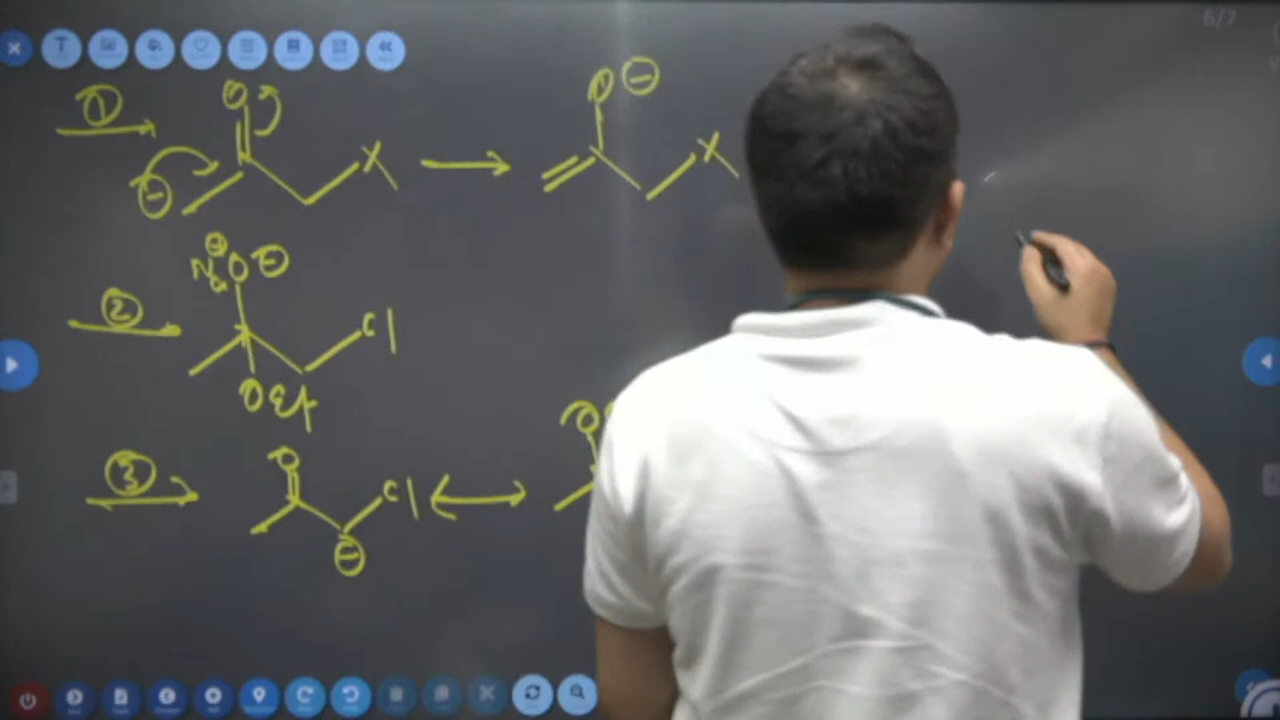 6/7
① O X → O ⊖ X
⊖
② Na ⊕ O ⊖ Cl
OEt
③ O Cl ↔ O
⊖